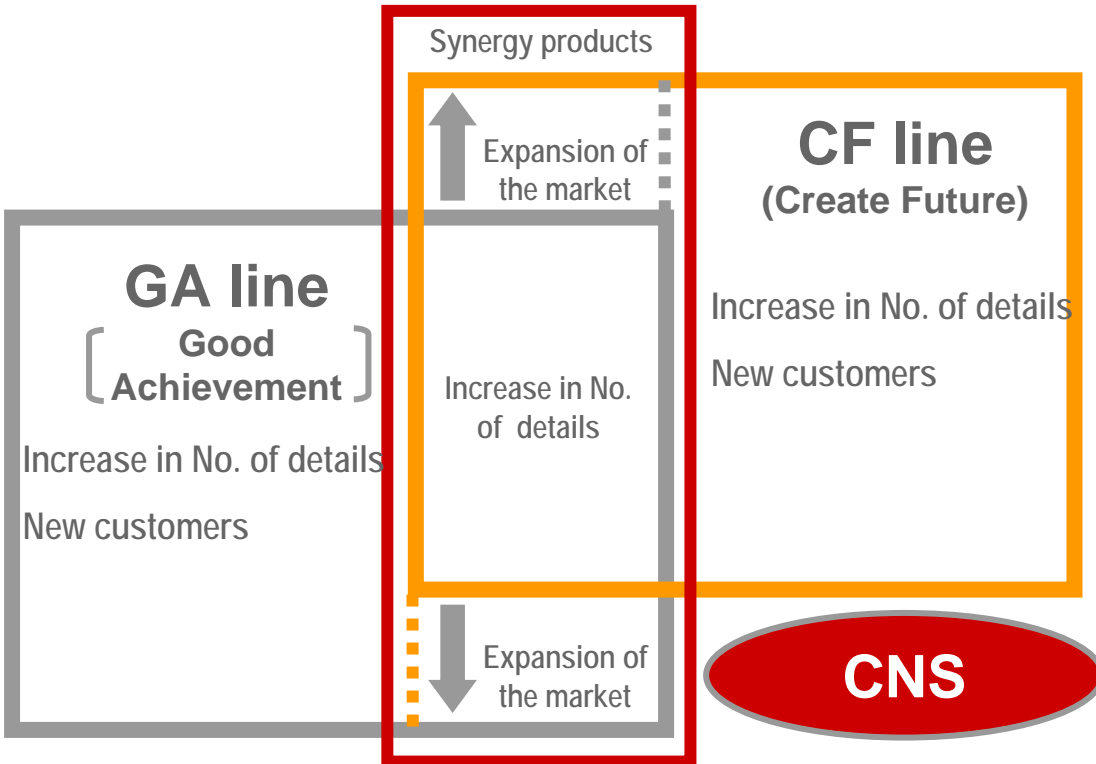 Synergy products
Expansion of
the market
CF line
(Create Future)
Increase in No. of details
New customers
GA line
Good
Achievement
Increase in No. of details
New customers
Increase in No.
of details
Expansion of
the market
CNS